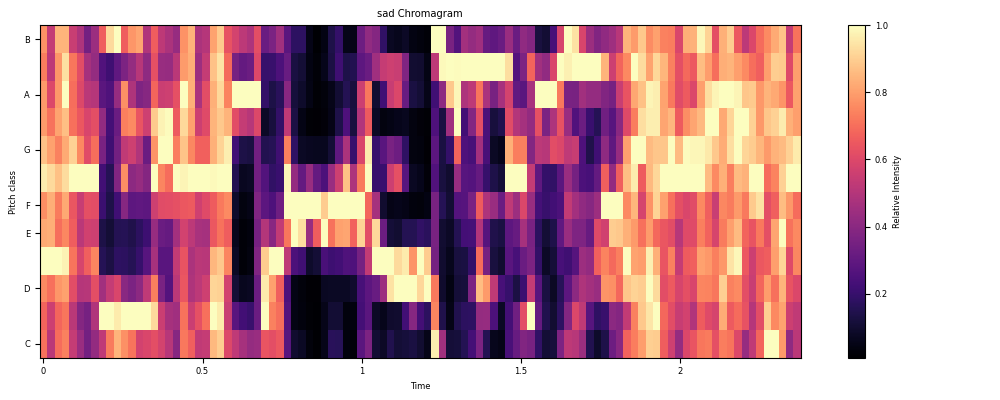 sad Chromagram
B
A
G
F
E
D
C
Pitch class
0
0.5
1
1.5
2
Time
1.0
0.8
0.6
0.4
0.2
Relative Intensity